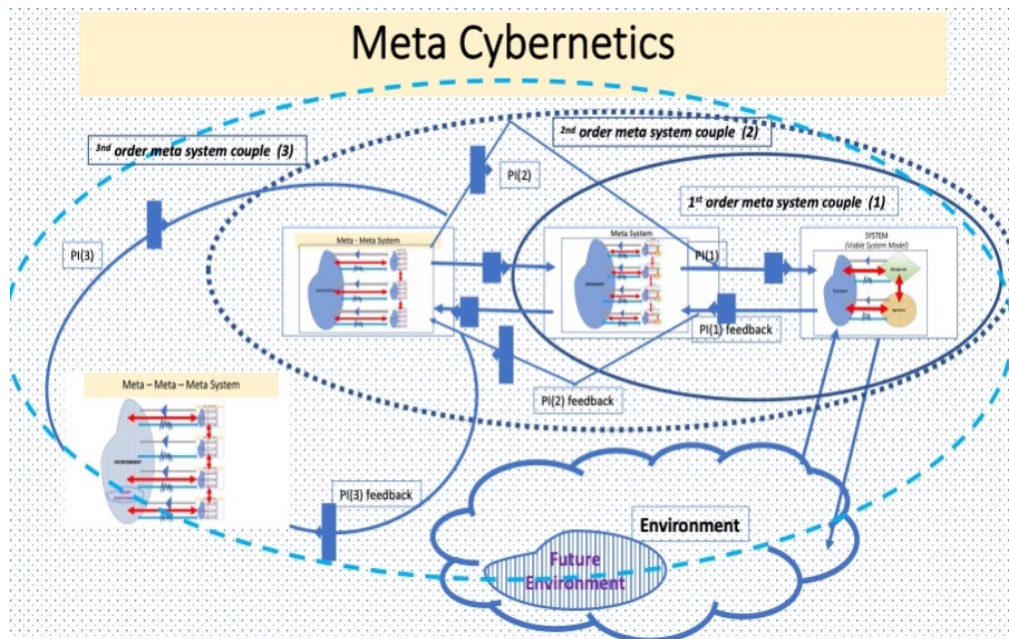 Meta Cybernetics
3nd order meta system couple (3)
2nd order meta system couple (2)
PI(2)
1st order meta system couple (1)
PI(3)
Meta - Meta System
Meta System
PI(1)
SYSTEM
(Viable System Model)
PI(1) feedback
PI(2) feedback
Meta – Meta – Meta System
ENVIRONMENT
PI(3) feedback
Environment
Future
Environment